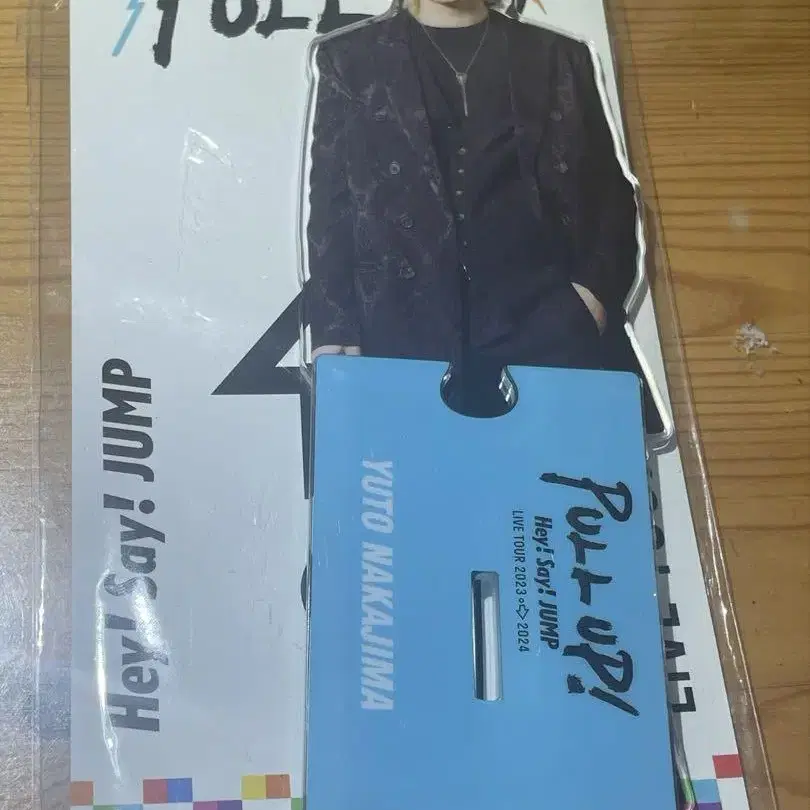 PULL UP!
Hey! Say! JUMP
LIVE TOUR 2023 ⇨ 2024
YUTO NAKAJIMA
Hey! Say! JUMP